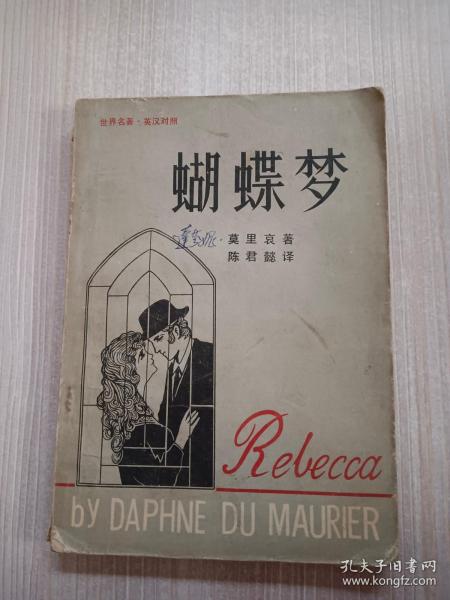 世界名著·英汉对照
蝴蝶梦
莫里哀著
陈君懿译
Rebecca
by DAPHNE DU MAURIER
孔夫子旧书网
www.kongfz.com